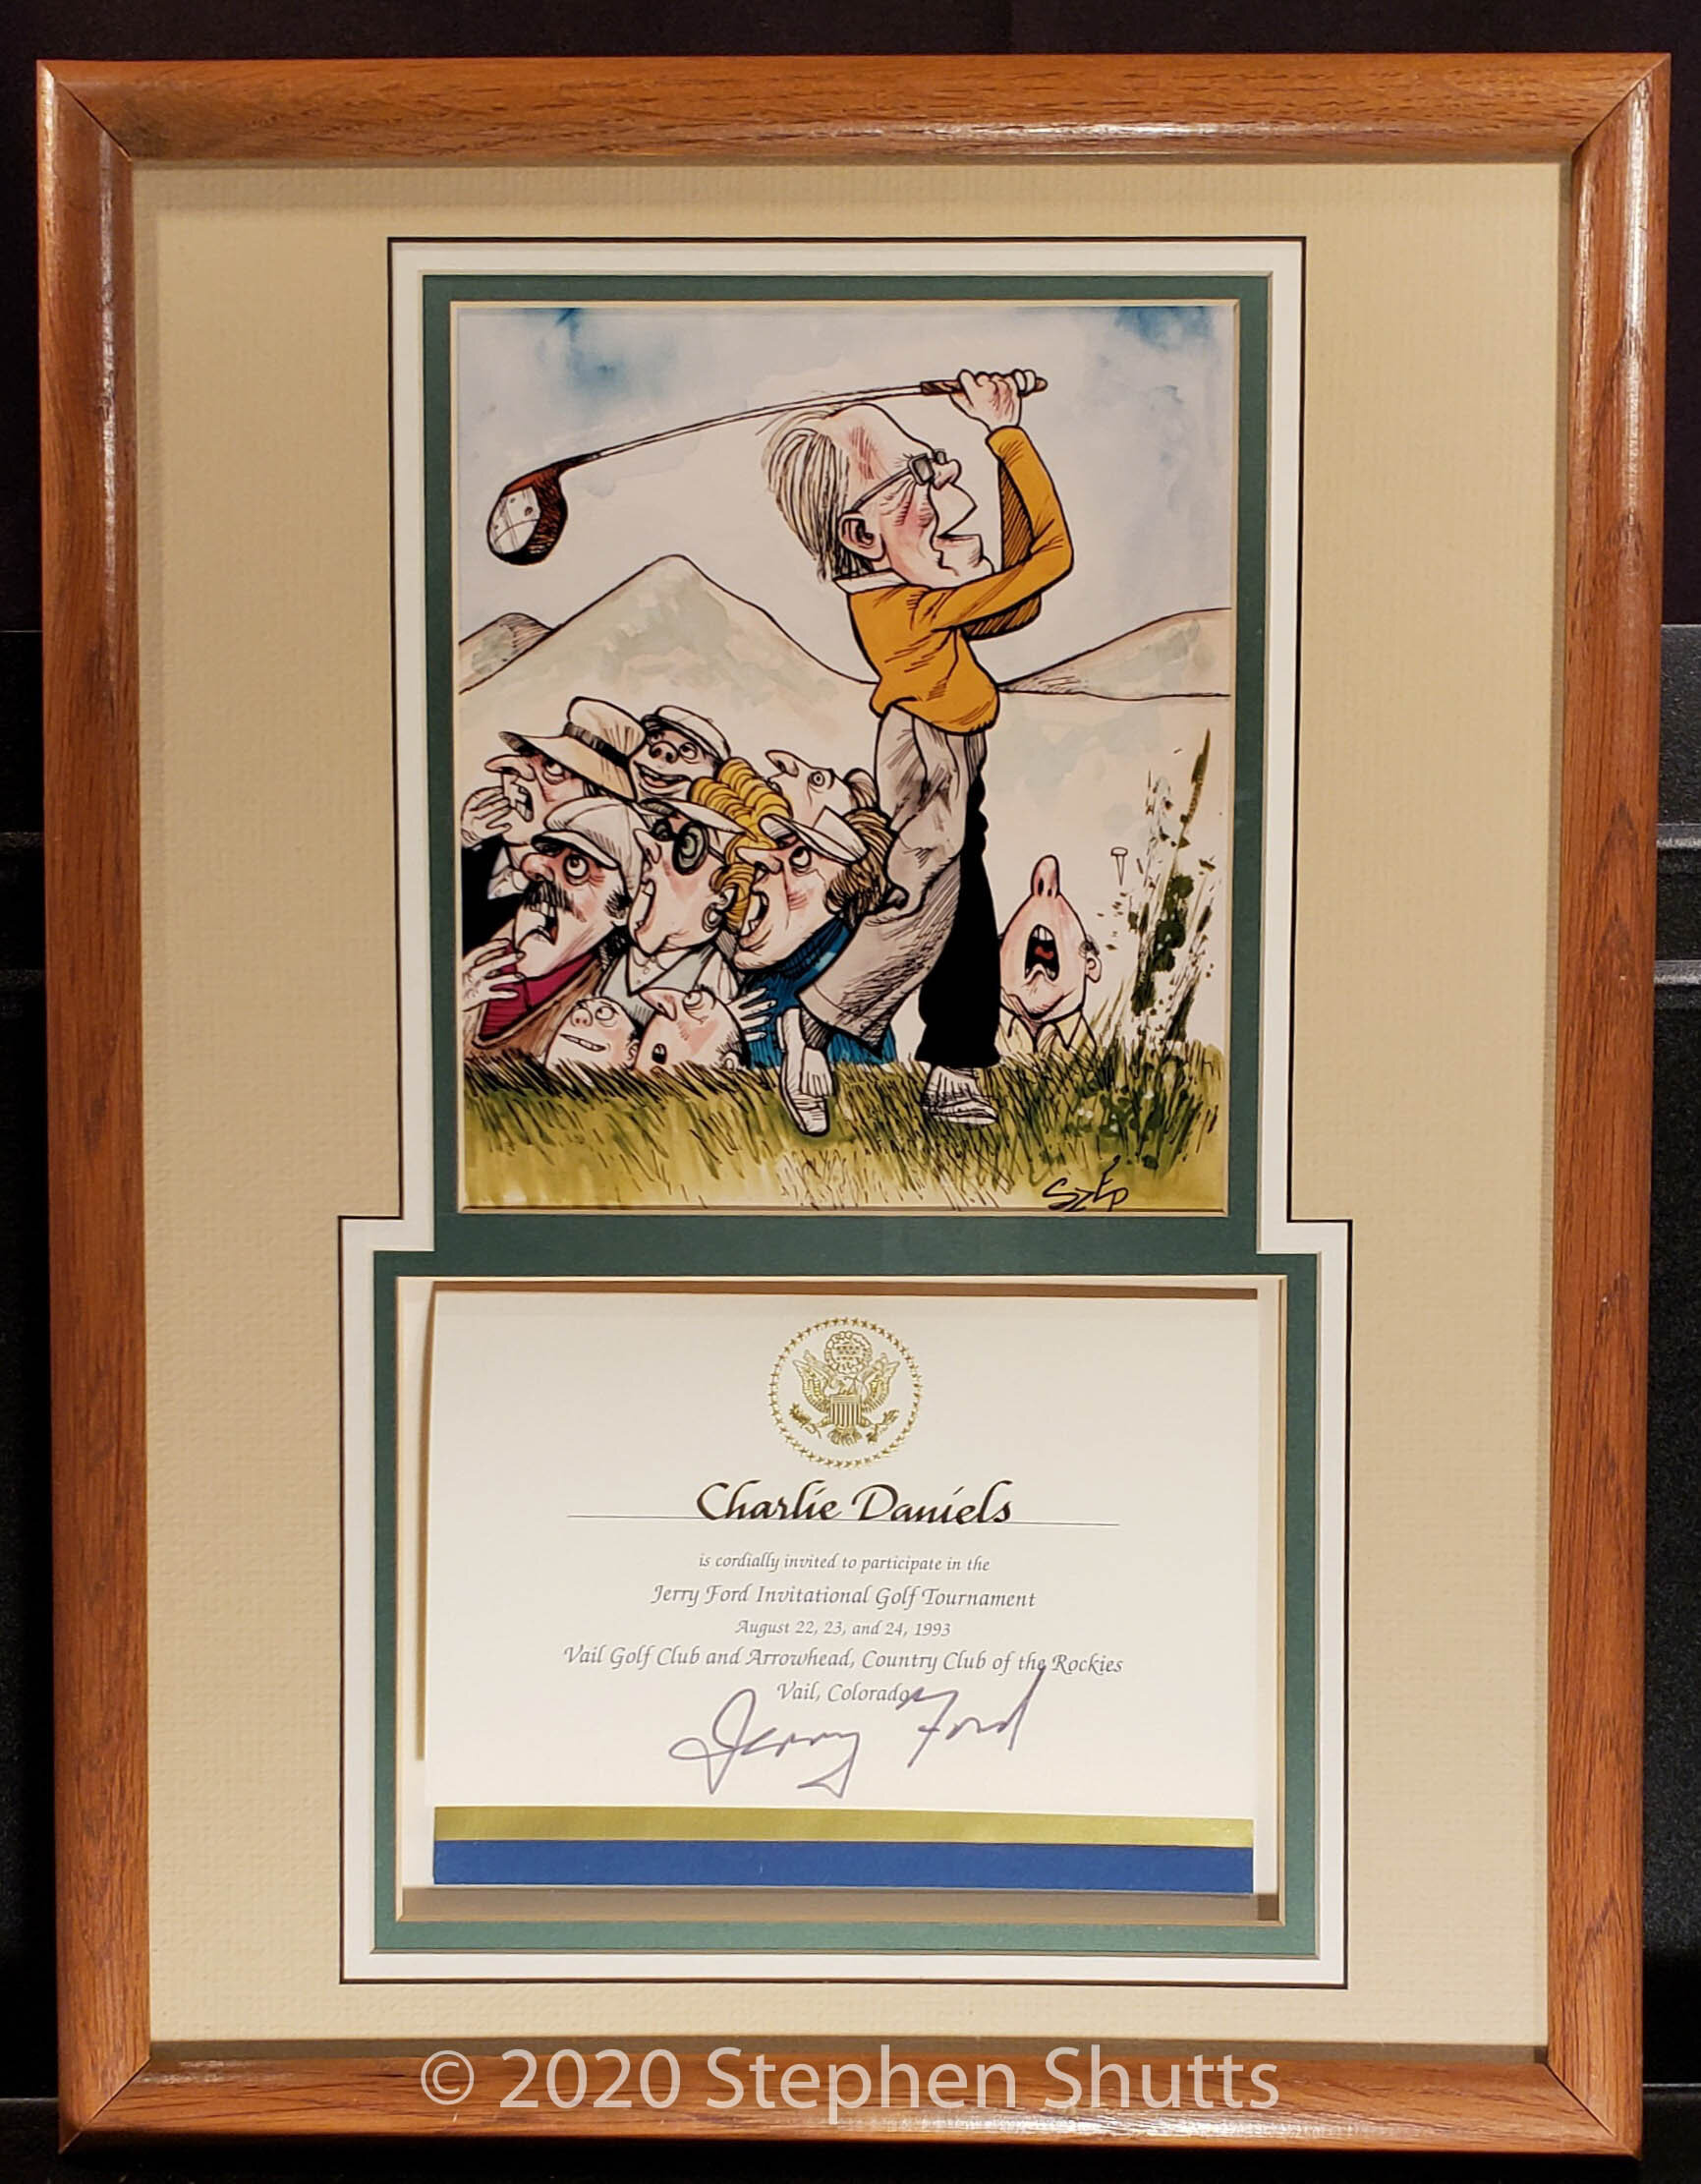 SZEP
Charlie Daniels
is cordially invited to participate in the
Jerry Ford Invitational Golf Tournament
August 22, 23, and 24, 1993
Vail Golf Club and Arrowhead, Country Club of the Rockies
Vail, Colorado
Jerry Ford
© 2020 Stephen Shutts